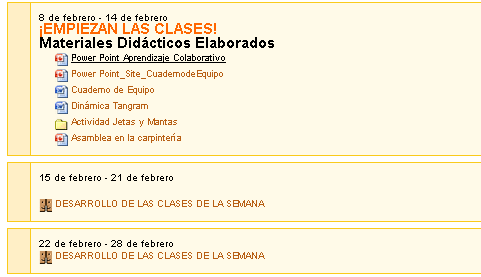 8 de febrero - 14 de febrero
¡EMPIEZAN LAS CLASES!
Materiales Didácticos Elaborados
Power Point Aprendizaje Colaborativo
Power Point_Site_CuadernodeEquipo
Cuaderno de Equipo
Dinámica Tangram
Actividad Jetas y Mantas
Asamblea en la carpintería
15 de febrero - 21 de febrero
DESARROLLO DE LAS CLASES DE LA SEMANA
22 de febrero - 28 de febrero
DESARROLLO DE LAS CLASES DE LA SEMANA